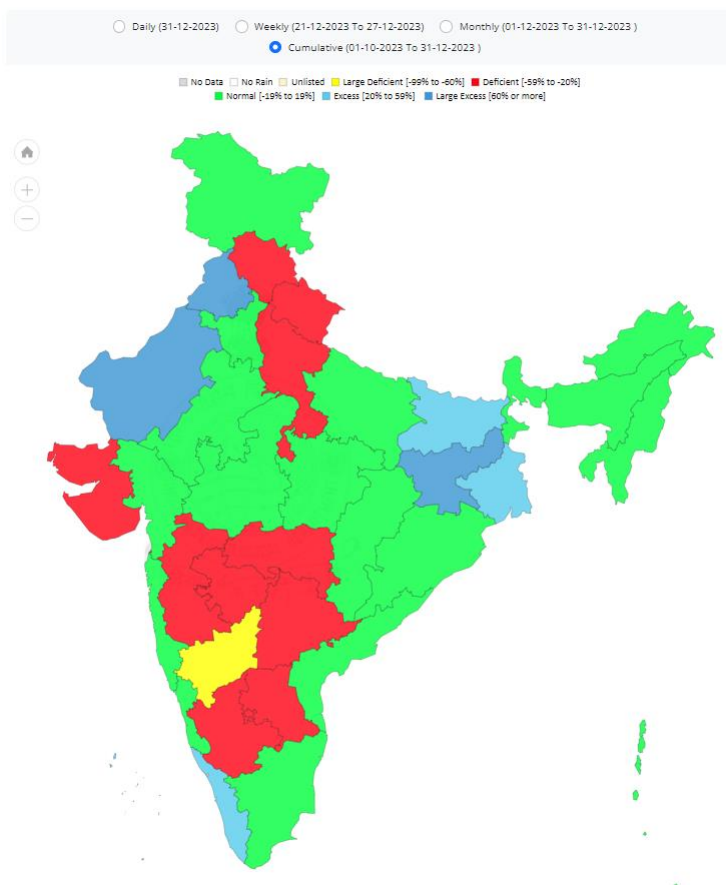 Daily (31-12-2023) Weekly (21-12-2023 To 27-12-2023) Monthly (01-12-2023 To 31-12-2023 )
Cumulative (01-10-2023 To 31-12-2023 )
No Data No Rain Unlisted Large Deficient [-99% to -60%] Deficient [-59% to -20%]
Normal [-19% to 19%] Excess [20% to 59%] Large Excess [60% or more]